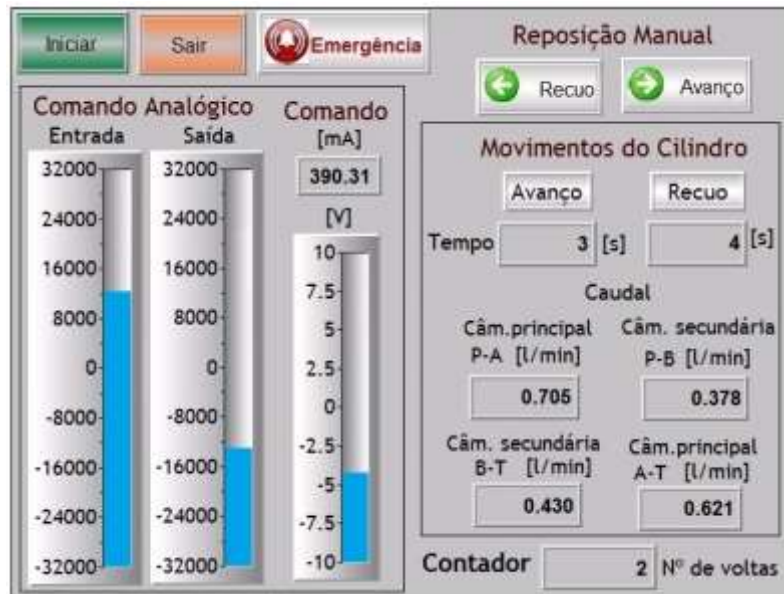 Iniciar
Sair
Emergência
Reposição Manual
Recuo
Avanço
Comando Analógico
Entrada
Saída
32000
24000
16000
8000
0
-8000
-16000
-24000
-32000
32000
24000
16000
8000
0
-8000
-16000
-24000
-32000
Comando
[mA]
390.31
[V]
10
7.5
5
2.5
0
-2.5
-5
-7.5
-10
Movimentos do Cilindro
Avanço
Recuo
Tempo 3 [s] 4 [s]
Caudal
Câm.principal
P-A [l/min]
0.705
Câm. secundária
P-B [l/min]
0.378
Câm. secundária
B-T [l/min]
0.430
Câm.principal
A-T [l/min]
0.621
Contador 2 Nº de voltas